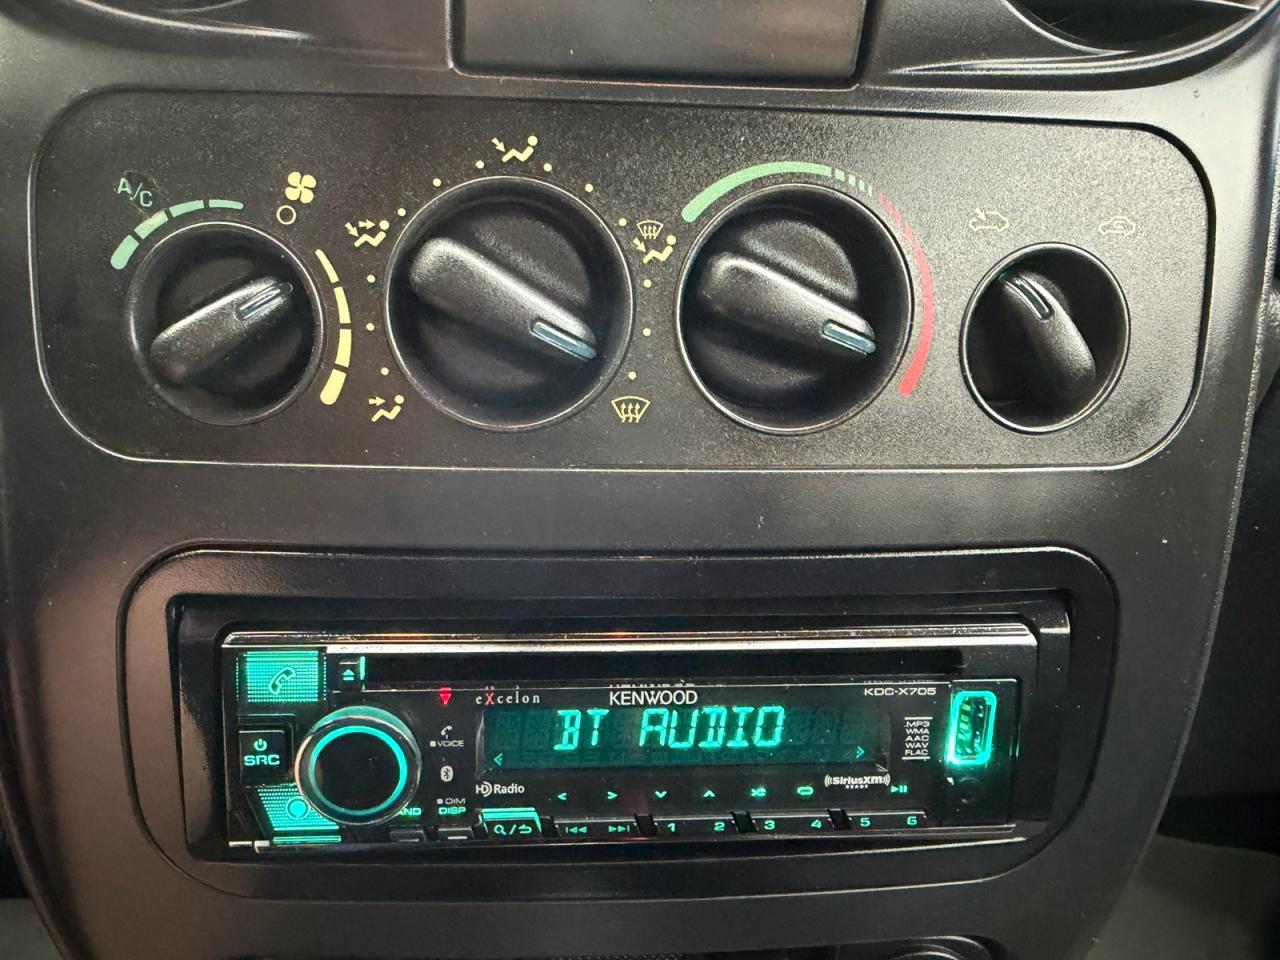 A/C
eXcelon
KENWOOD
KDC-X705
BT AUDIO
VOICE
SRC
MP3
WMA
AAC
WAV
FLAC
HD Radio
SiriusXM
READY
DIM
DISP
1 2 3 4 5 6